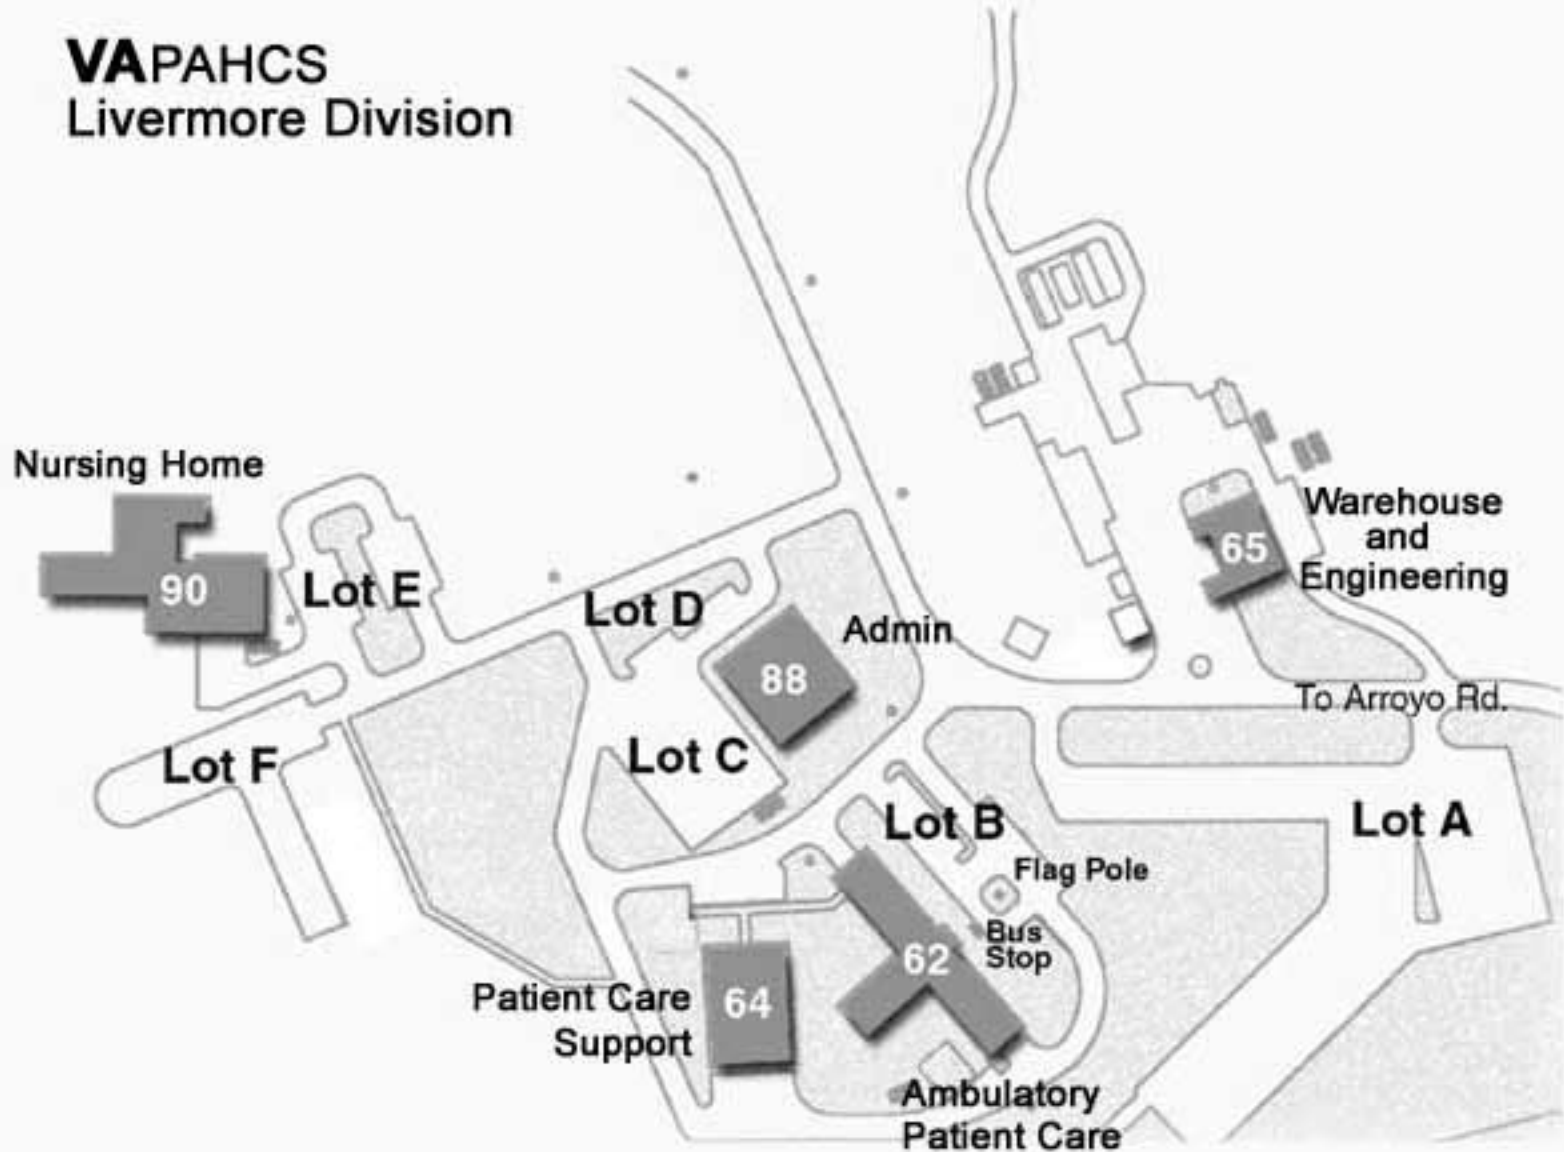 VAPAHCS
Livermore Division
Nursing Home
90
Lot E
Lot D
Admin
88
Warehouse
and
Engineering
65
To Arroyo Rd.
Lot F
Lot C
Lot B
Lot A
Flag Pole
Bus
Stop
62
Patient Care
Support
64
Ambulatory
Patient Care